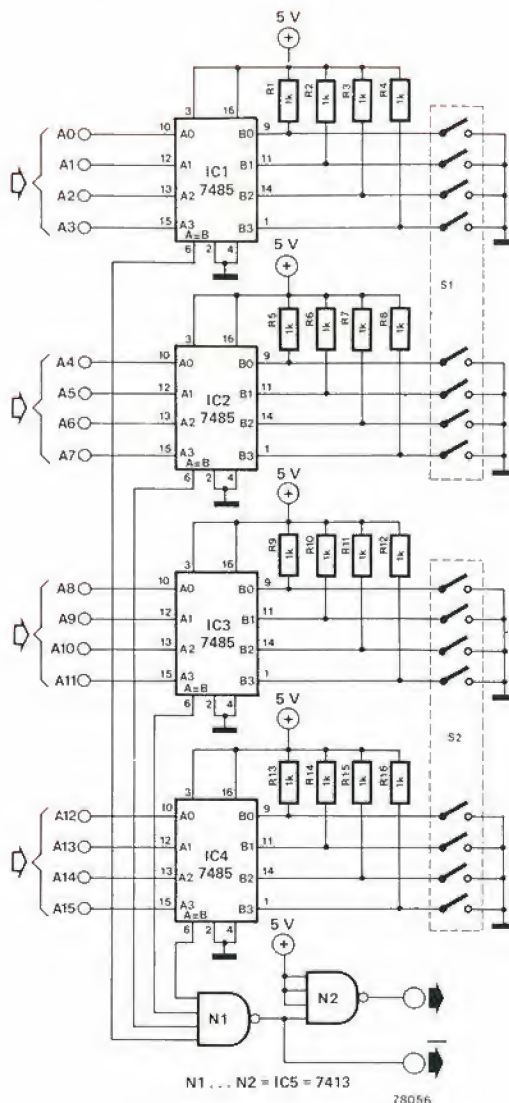 5 V
3 16 R1 1k R2 1k R3 1k R4 1k
A0 10 A0 B0 9
A1 12 A1 IC1 B1 11
A2 13 A2 7485 B2 14
A3 15 A3 B3 1
A=B
6 2 4
S1
5 V
3 16 R5 1k R6 1k R7 1k R8 1k
A4 10 A0 B0 9
A5 12 A1 IC2 B1 11
A6 13 A2 7485 B2 14
A7 15 A3 B3 1
A=B
6 2 4
5 V
3 16 R9 1k R10 1k R11 1k R12 1k
A8 10 A0 B0 9
A9 12 A1 IC3 B1 11
A10 13 A2 7485 B2 14
A11 15 A3 B3 1
A=B
6 2 4
S2
5 V
3 16 R13 1k R14 1k R15 1k R16 1k
A12 10 A0 B0 9
A13 12 A1 IC4 B1 11
A14 13 A2 7485 B2 14
A15 15 A3 B3 1
A=B
6 2 4
5 V
N2
N1
N1 ... N2 = IC5 = 7413
78056